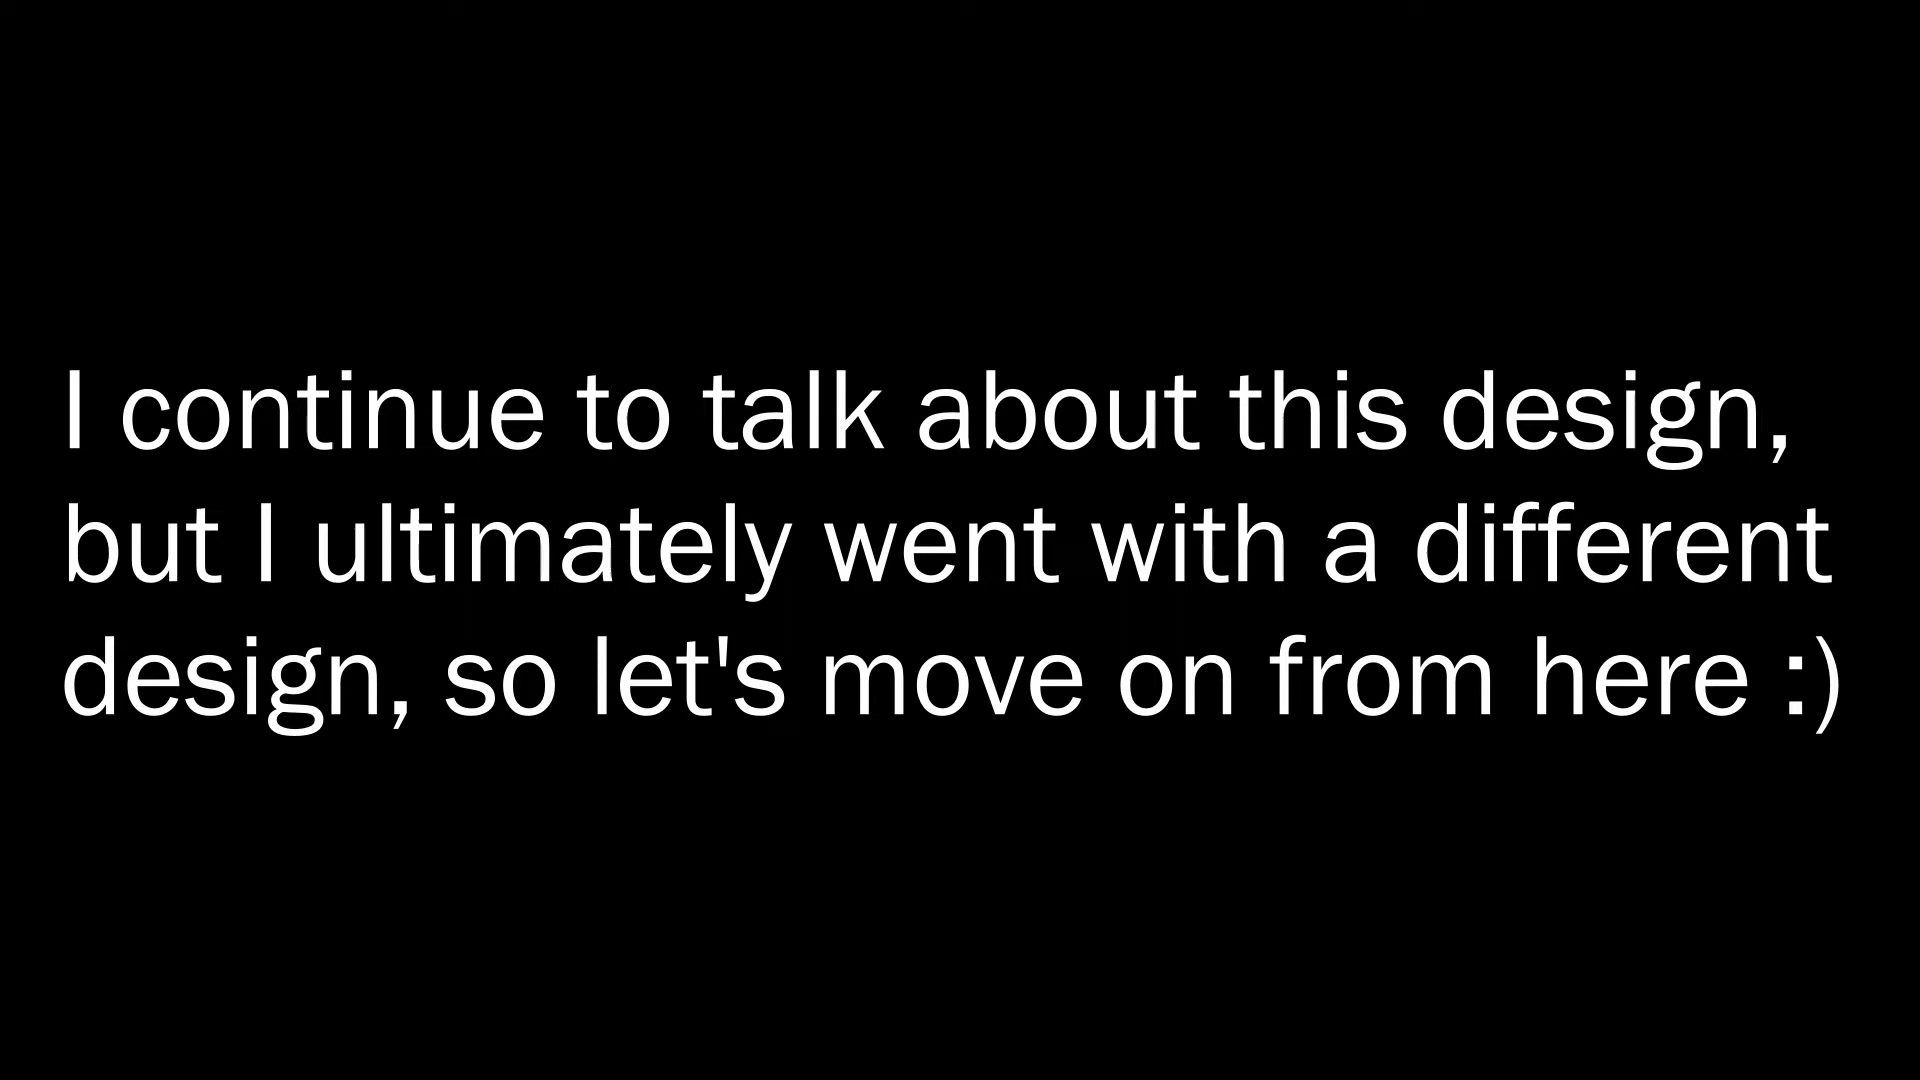 I continue to talk about this design,
but I ultimately went with a different
design, so let's move on from here :)